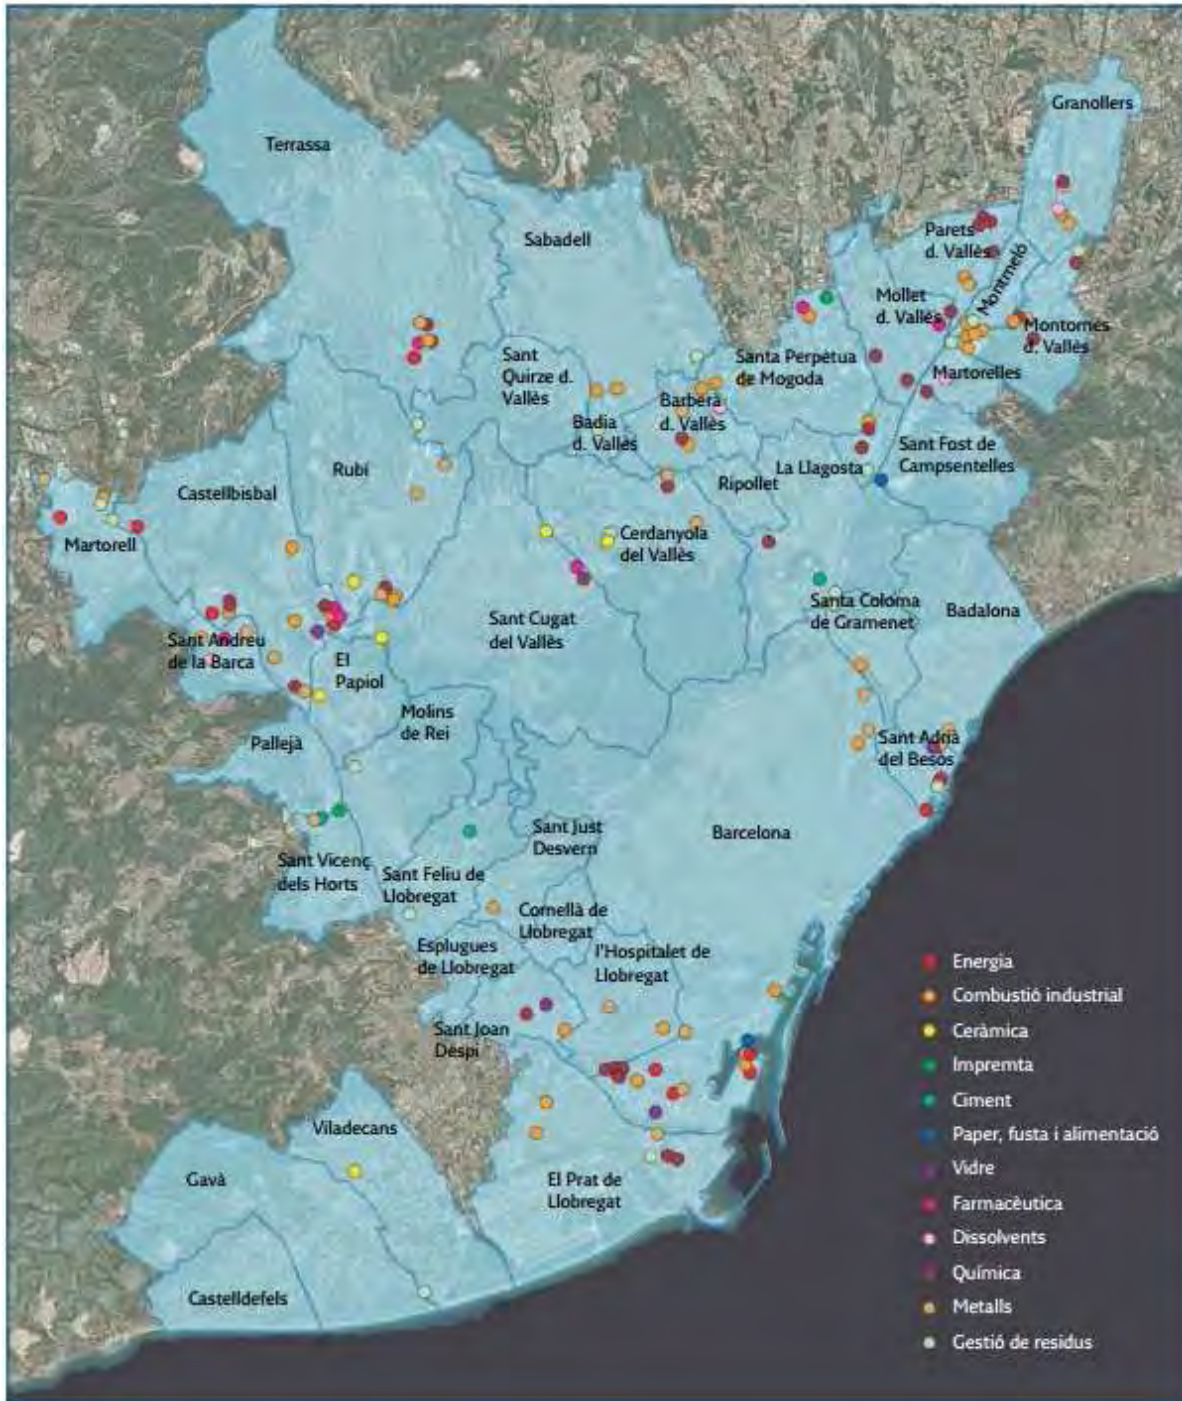 Granollers
Terrassa
Sabadell
Parets
d. Vallès
Montmeló
Mollet
d. Vallès
Montornès
d. Vallès
Sant
Quirze d.
Vallès
Santa Perpètua
de Mogoda
Martorelles
Barberà
d. Vallès
Badia
d. Vallès
Sant Fost de
Campsentelles
La Llagosta
Rubí
Ripollet
Castellbisbal
Cerdanyola
del Vallès
Martorell
Santa Coloma
de Gramenet
Badalona
Sant Cugat
del Vallès
Sant Andreu
de la Barca
El
Papiol
Molins
de Rei
Pallejà
Sant Adrià
del Besòs
Barcelona
Sant Just
Desvern
Sant Vicenç
dels Horts
Sant Feliu de
Llobregat
Cornellà de
Llobregat
Esplugues
de Llobregat
l'Hospitalet de
Llobregat
Sant Joan
Despí
Viladecans
Gavà
El Prat de
Llobregat
Castelldefels
Energia
Combustió industrial
Ceràmica
Impremta
Ciment
Paper, fusta i alimentació
Vidre
Farmacèutica
Dissolvents
Química
Metalls
Gestió de residus